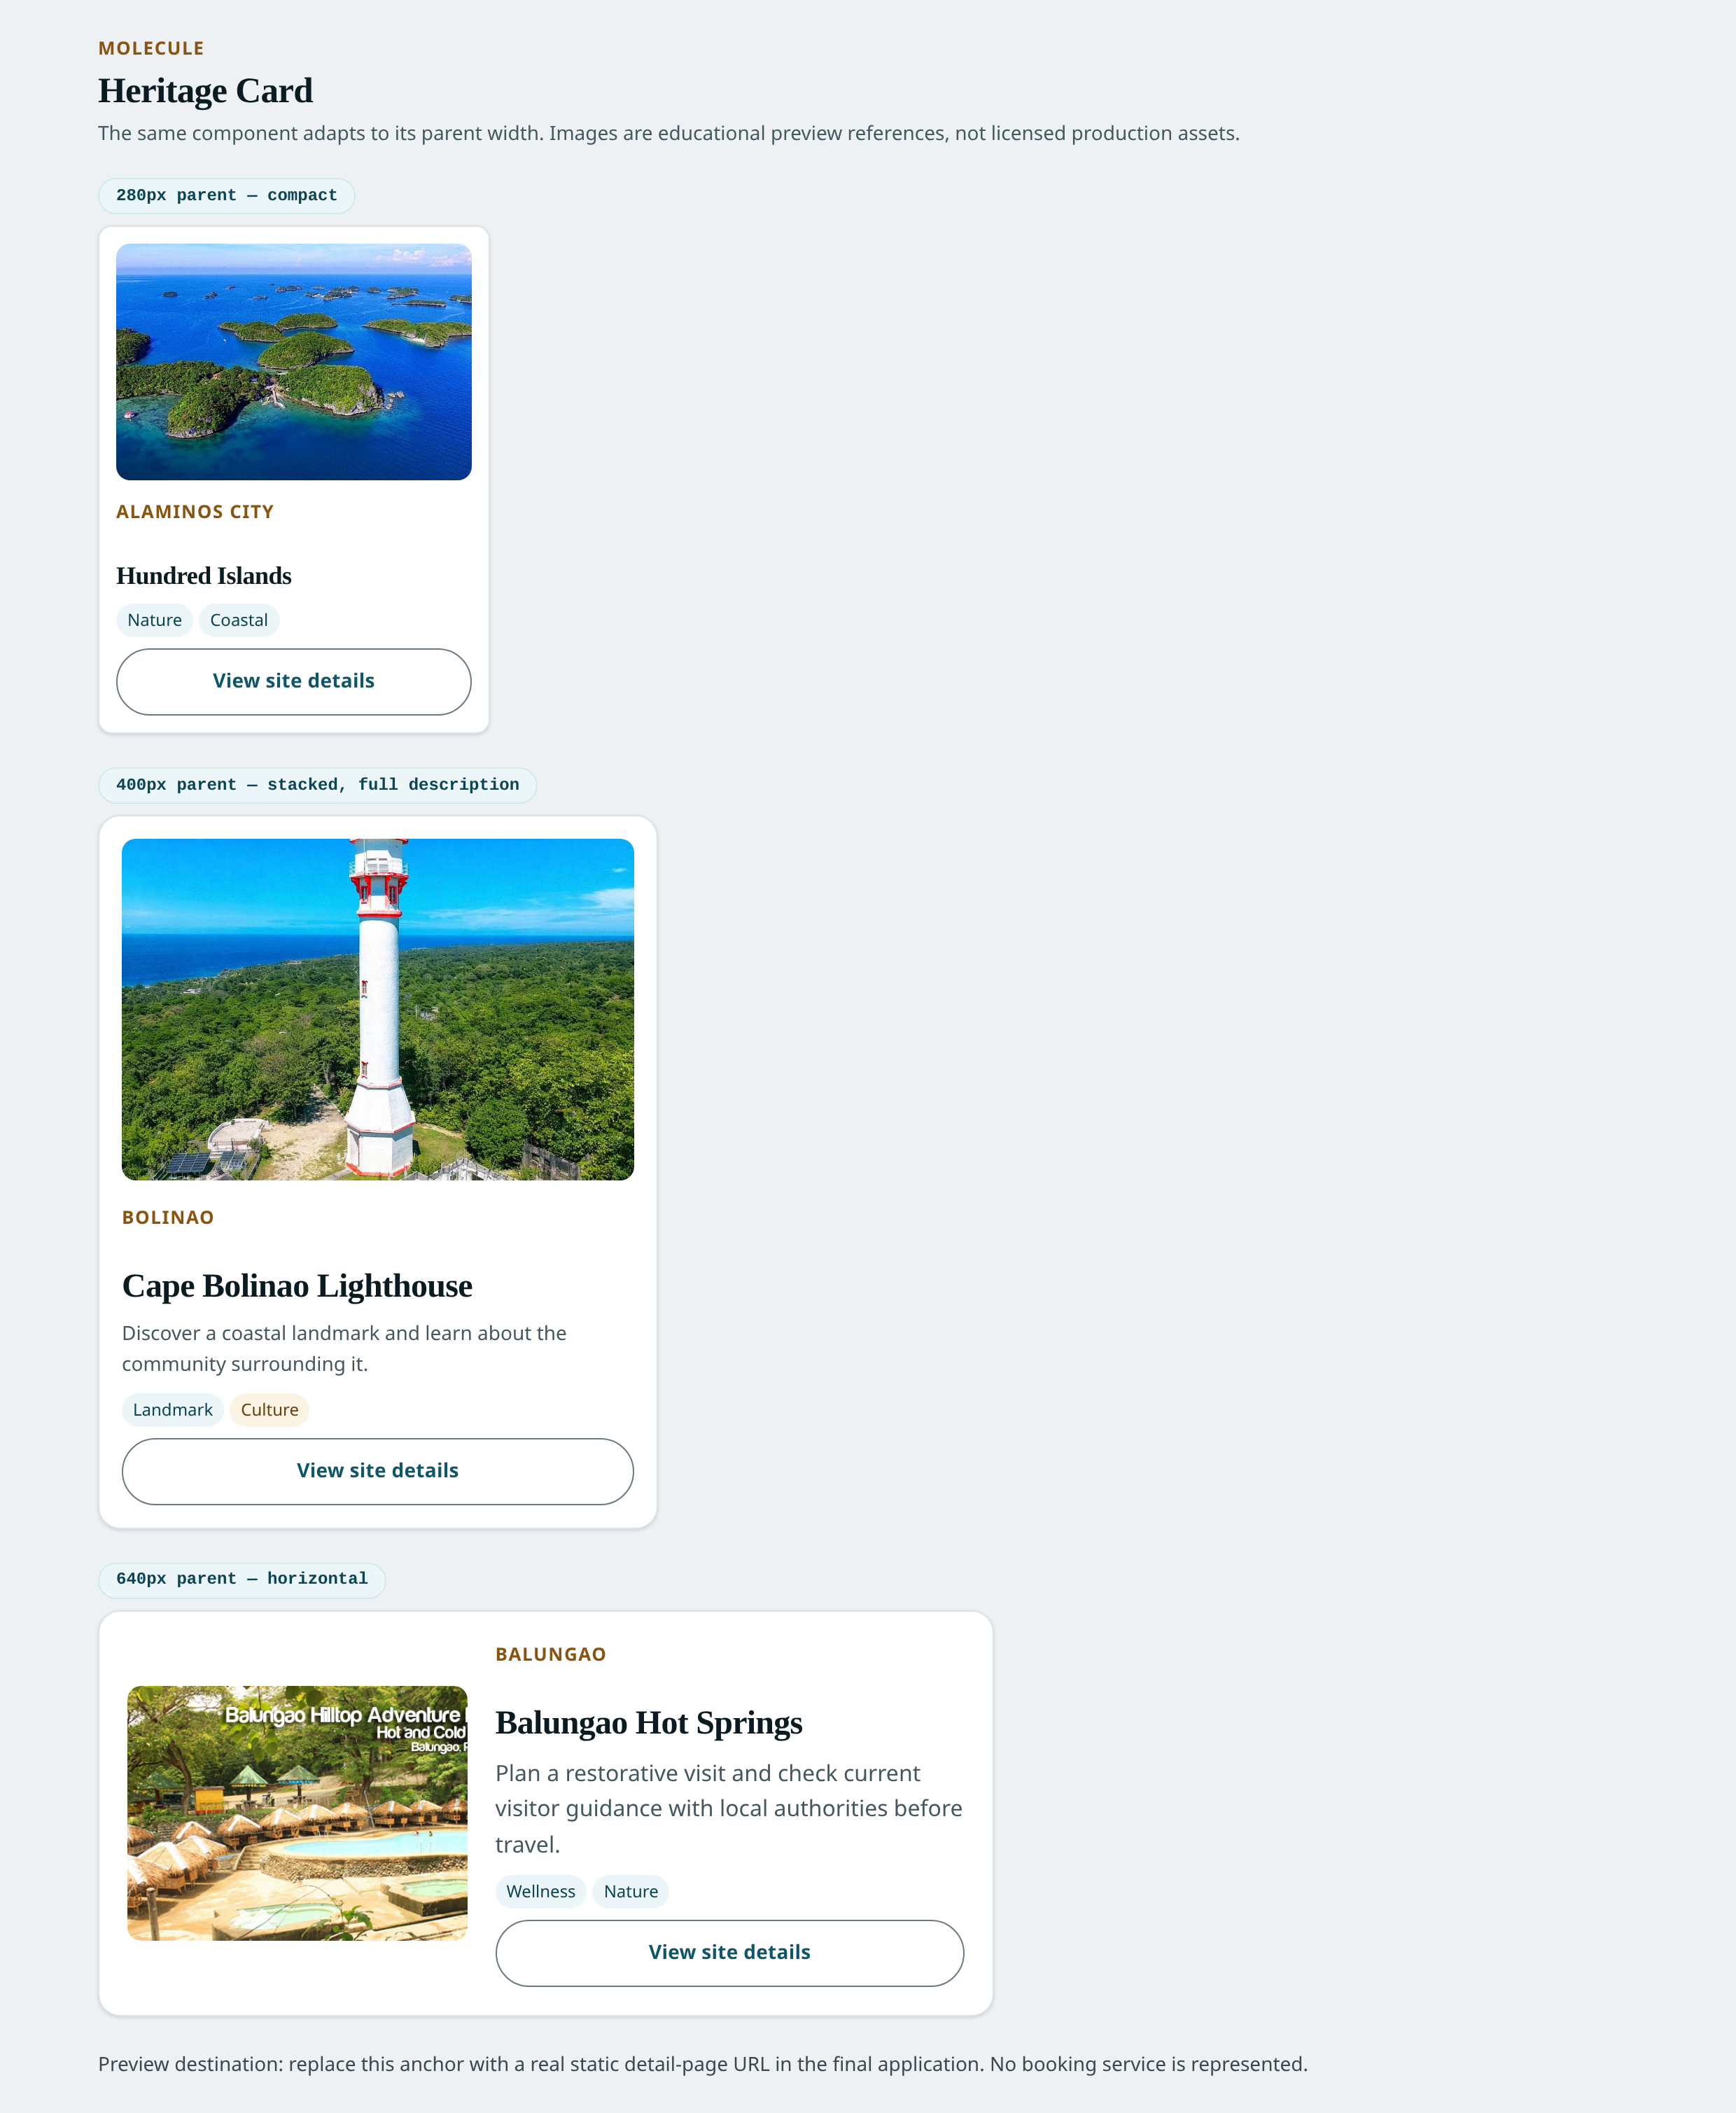 MOLECULE
Heritage Card
The same component adapts to its parent width. Images are educational preview references, not licensed production assets.
280px parent — compact
ALAMINOS CITY
Hundred Islands
Nature Coastal
View site details
400px parent — stacked, full description
BOLINAO
Cape Bolinao Lighthouse
Discover a coastal landmark and learn about the
community surrounding it.
Landmark Culture
View site details
640px parent — horizontal
Balungao Hilltop Adventure
Hot and Cold
Balungao,
BALUNGAO
Balungao Hot Springs
Plan a restorative visit and check current
visitor guidance with local authorities before
travel.
Wellness Nature
View site details
Preview destination: replace this anchor with a real static detail-page URL in the final application. No booking service is represented.